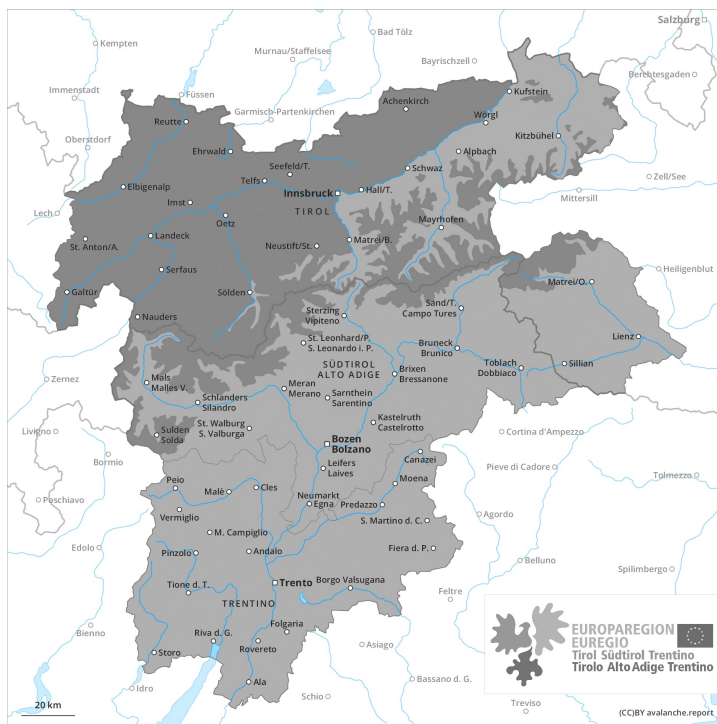 Salzburg
Bad Tölz
Kempten
Murnau/Staffelsee
Bayrischzell
Berchtesgaden
Immenstadt
Füssen
Kufstein
Achenkirch
Garmisch-Partenkirchen
Reutte
Wörgl
Kitzbühel
Oberstdorf
Ehrwald
Alpbach
Seefeld/T.
Schwaz
Telfs
Zell/See
Elbigenalp
Innsbruck
Hall/T.
Mittersill
Imst
TIROL
Lech
Oetz
Mayrhofen
Landeck
St. Anton/A.
Neustift/St.
Matrei/B.
Serfaus
Heiligenblut
Matrei/O.
Galtür
Sölden
Nauders
Sterzing
Vipiteno
Sand/T.
Campo Tures
Lienz
St. Leonhard/P.
S. Leonardo i. P.
Bruneck
Brunico
Toblach
Dobbiaco
Sillian
SÜDTIROL
ALTO ADIGE
Brixen
Bressanone
Zernez
Mals
Malles V.
Meran
Merano
Schlanders
Silandro
Sarnthein
Sarentino
Kastelruth
Castelrotto
St. Walburg
S. Valburga
Livigno
Sulden
Solda
Bozen
Bolzano
Cortina d'Ampezzo
Bormio
Canazei
Leifers
Laives
Pieve di Cadore
Tolmezzo
Moena
Peio
Malè
Cles
Poschiavo
Neumarkt
Egna
Predazzo
Vermiglio
Agordo
S. Martino d. C.
M. Campiglio
Edolo
Pinzolo
Andalo
Fiera d. P.
Belluno
Spilimbergo
Tione d. T.
Trento
Borgo Valsugana
Feltre
TRENTINO
Folgaria
Bienno
Riva d. G.
Rovereto
Asiago
Storo
EUROPAREGION
EUREGIO
Tirol Südtirol Trentino
Tirolo Alto Adige Trentino
Ala
Idro
Schio
Bassano d. G.
Treviso
20 km
(CC)BY avalanche.report